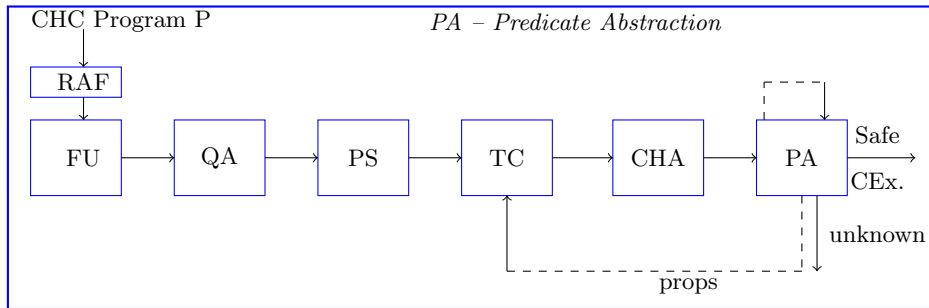 CHC Program P
PA – Predicate Abstraction
RAF
FU QA PS TC CHA PA
Safe
CEx.
unknown
props